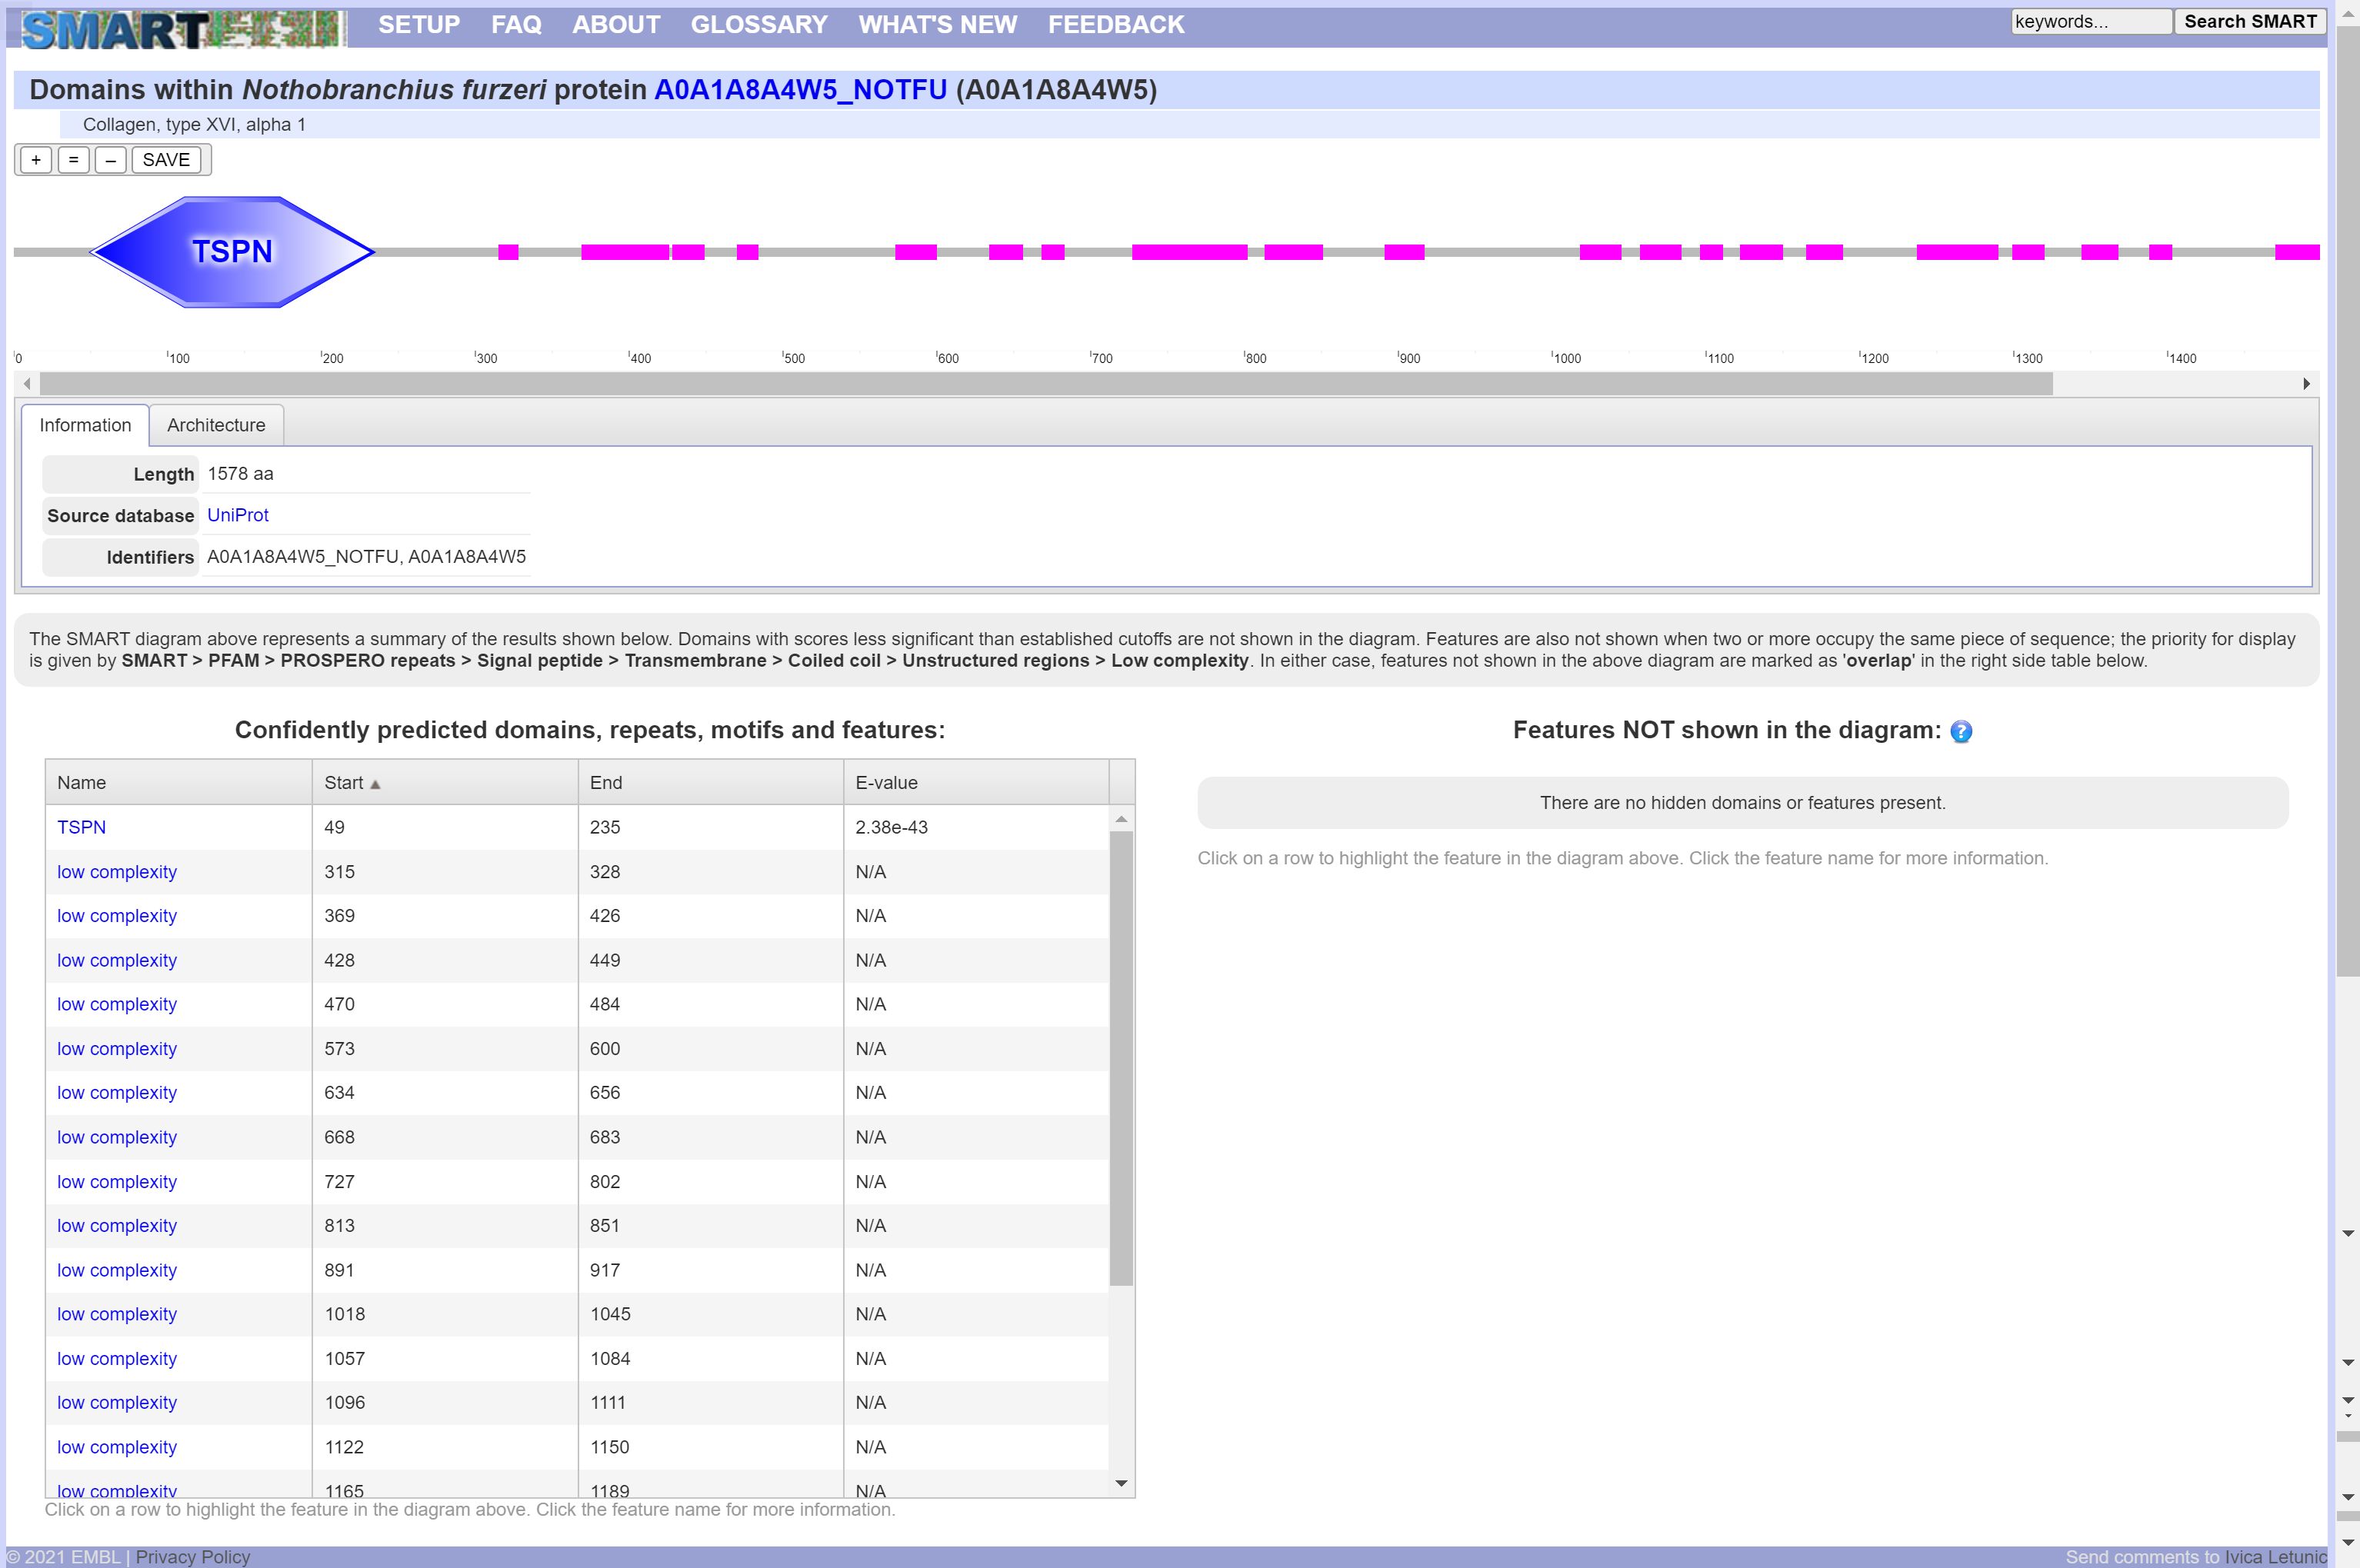 SMART SETUP FAQ ABOUT GLOSSARY WHAT'S NEW FEEDBACK keywords... Search SMART
Domains within Nothobranchius furzeri protein A0A1A8A4W5_NOTFU (A0A1A8A4W5)
Collagen, type XVI, alpha 1
+ = – SAVE
TSPN
0 100 200 300 400 500 600 700 800 900 1000 1100 1200 1300 1400
Information Architecture
Length 1578 aa
Source database UniProt
Identifiers A0A1A8A4W5_NOTFU, A0A1A8A4W5
The SMART diagram above represents a summary of the results shown below. Domains with scores less significant than established cutoffs are not shown in the diagram. Features are also not shown when two or more occupy the same piece of sequence; the priority for display
is given by SMART > PFAM > PROSPERO repeats > Signal peptide > Transmembrane > Coiled coil > Unstructured regions > Low complexity. In either case, features not shown in the above diagram are marked as 'overlap' in the right side table below.
Confidently predicted domains, repeats, motifs and features:
Name Start ▲ End E-value
TSPN 49 235 2.38e-43
low complexity 315 328 N/A
low complexity 369 426 N/A
low complexity 428 449 N/A
low complexity 470 484 N/A
low complexity 573 600 N/A
low complexity 634 656 N/A
low complexity 668 683 N/A
low complexity 727 802 N/A
low complexity 813 851 N/A
low complexity 891 917 N/A
low complexity 1018 1045 N/A
low complexity 1057 1084 N/A
low complexity 1096 1111 N/A
low complexity 1122 1150 N/A
low complexity 1165 1189 N/A
Click on a row to highlight the feature in the diagram above. Click the feature name for more information.
Features NOT shown in the diagram: ?
There are no hidden domains or features present.
Click on a row to highlight the feature in the diagram above. Click the feature name for more information.
© 2021 EMBL | Privacy Policy Send comments to Ivica Letunic